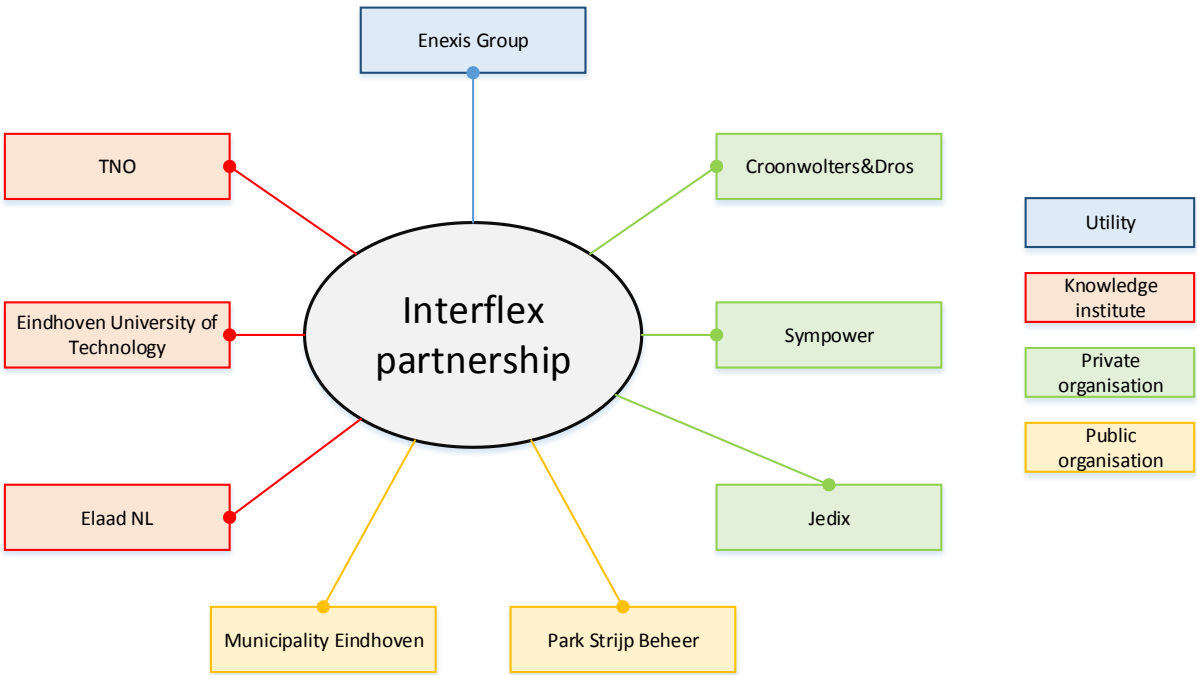 Enexis Group
TNO
Croonwolters&Dros
Utility
Knowledge
institute
Interflex
partnership
Eindhoven University of
Technology
Sympower
Private
organisation
Public
organisation
Elaad NL
Jedix
Municipality Eindhoven
Park Strijp Beheer